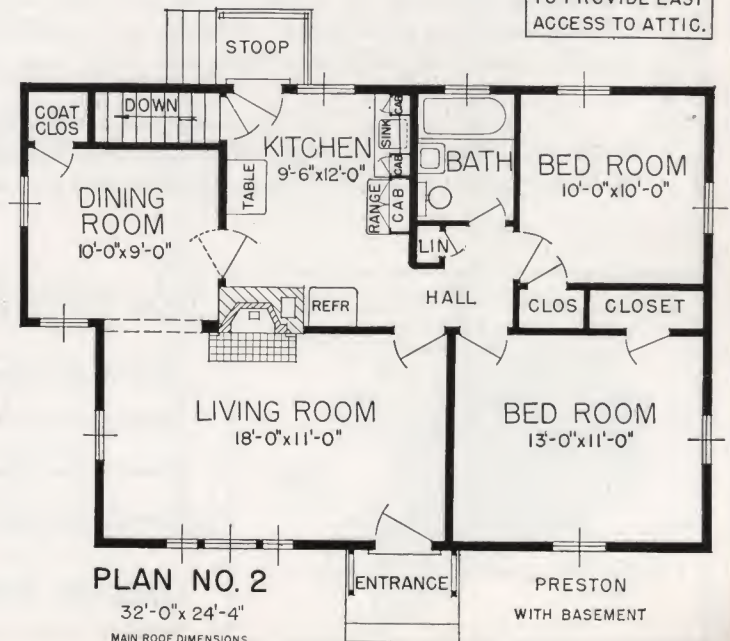 TO PROVIDE EASY
ACCESS TO ATTIC.
STOOP
COAT
CLOS
DOWN
KITCHEN
9'-6"x12'-0"
CAB
SINK
CAB
RANGE
CAB
TABLE
BATH
BED ROOM
10'-0"x10'-0"
DINING
ROOM
10'-0"x9'-0"
LIN
HALL
REFR
CLOS
CLOSET
LIVING ROOM
18'-0"x11'-0"
BED ROOM
13'-0"x11'-0"
PLAN NO. 2
32'-0"x 24'-4"
MAIN ROOF DIMENSIONS
ENTRANCE
PRESTON
WITH BASEMENT